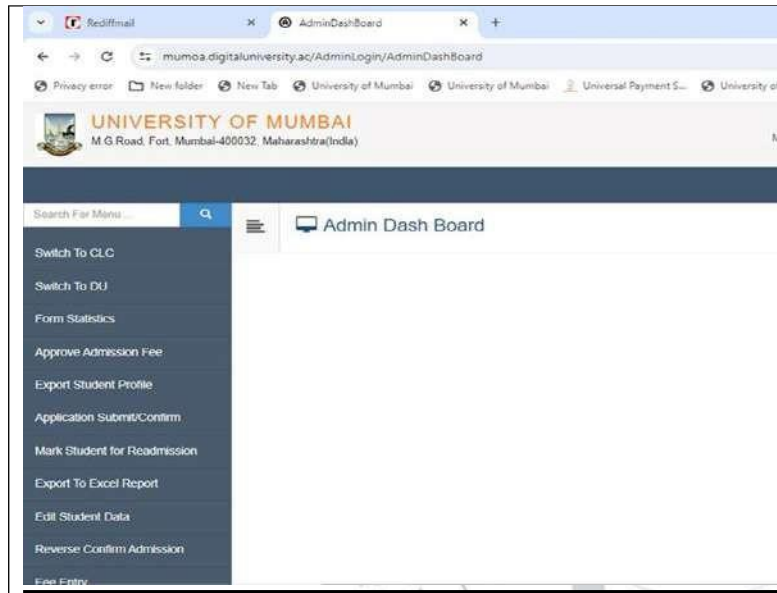 Rediffmail
AdminDashBoard
mumoa.digitaluniversity.ac/AdminLogin/AdminDashBoard
Privacy error New folder New Tab University of Mumbai University of Mumbai Universal Payment S... University of
UNIVERSITY OF MUMBAI
M.G.Road, Fort, Mumbai-400032, Maharashtra(India)
Search For Menu ...
Admin Dash Board
Switch To CLC
Switch To DU
Form Statistics
Approve Admission Fee
Export Student Profile
Application Submit/Confirm
Mark Student for Readmission
Export To Excel Report
Edit Student Data
Reverse Confirm Admission
Fee Entry